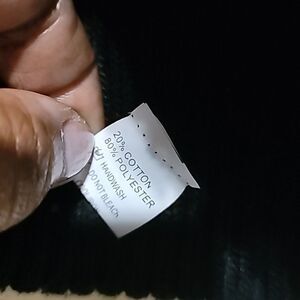 20% COTTON
80% POLYESTER
HANDWASH
DO NOT BLEACH